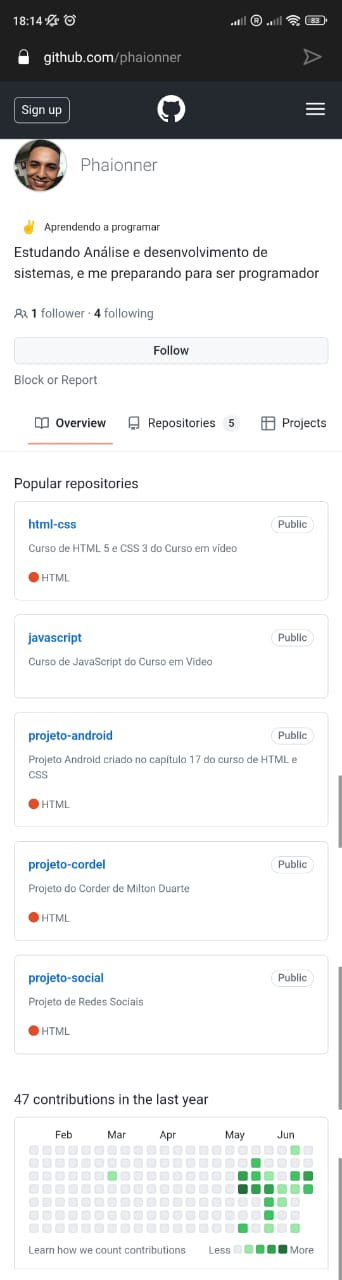 18:14
83
github.com/phaionner
Sign up
Phaionner
✌️ Aprendendo a programar
Estudando Análise e desenvolvimento de
sistemas, e me preparando para ser programador
1 follower · 4 following
Follow
Block or Report
Overview Repositories 5 Projects
Popular repositories
html-css Public
Curso de HTML 5 e CSS 3 do Curso em vídeo
HTML
javascript Public
Curso de JavaScript do Curso em Video
projeto-android Public
Projeto Android criado no capítulo 17 do curso de HTML e
CSS
HTML
projeto-cordel Public
Projeto do Corder de Milton Duarte
HTML
projeto-social Public
Projeto de Redes Sociais
HTML
47 contributions in the last year
Feb Mar Apr May Jun
Learn how we count contributions Less More